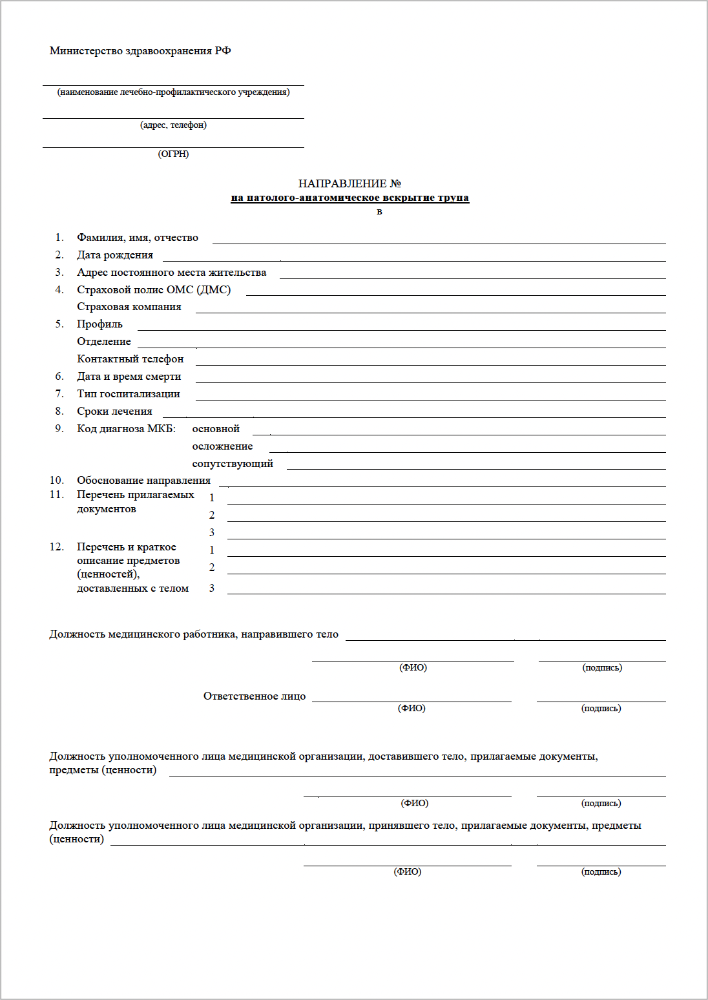 Министерство здравоохранения РФ
(наименование лечебно-профилактического учреждения)
(адрес, телефон)
(ОГРН)
НАПРАВЛЕНИЕ №
на патолого-анатомическое вскрытие трупа
в
1. Фамилия, имя, отчество
2. Дата рождения
3. Адрес постоянного места жительства
4. Страховой полис ОМС (ДМС)
Страховая компания
5. Профиль
Отделение
Контактный телефон
6. Дата и время смерти
7. Тип госпитализации
8. Сроки лечения
9. Код диагноза МКБ: основной
осложнение
сопутствующий
10. Обоснование направления
11. Перечень прилагаемых 1
документов
2
3
12. Перечень и краткое 1
описание предметов
2
(ценностей),
доставленных с телом 3
Должность медицинского работника, направившего тело
(ФИО) (подпись)
Ответственное лицо
(ФИО) (подпись)
Должность уполномоченного лица медицинской организации, доставившего тело, прилагаемые документы,
предметы (ценности)
(ФИО) (подпись)
Должность уполномоченного лица медицинской организации, принявшего тело, прилагаемые документы, предметы
(ценности)
(ФИО) (подпись)